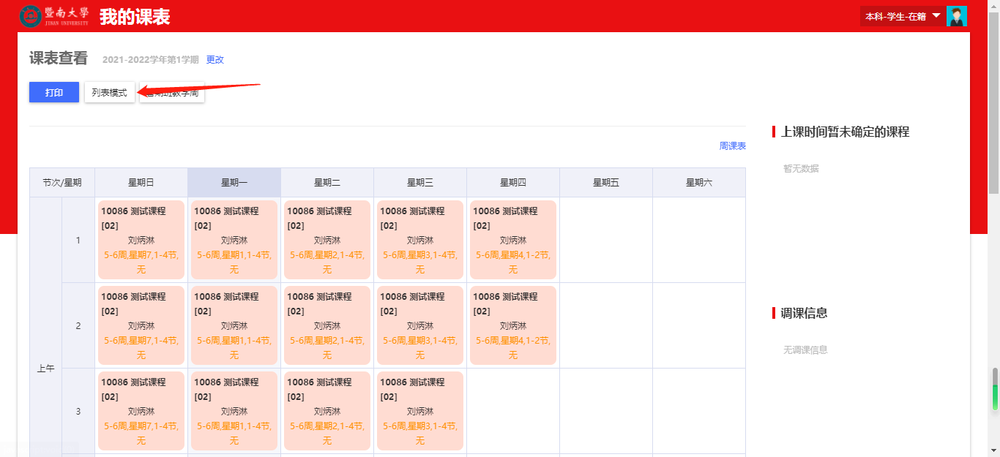 暨南大學
JINAN UNIVERSITY
我的课表
本科-学生-在籍
课表查看
2021-2022学年第1学期
更改
打印
列表模式
周课表
节次/星期
星期日
星期一
星期二
星期三
星期四
星期五
星期六
上午
1
10086 测试课程
[02]
刘炳淋
5-6周,星期7,1-4节,
无
10086 测试课程
[02]
刘炳淋
5-6周,星期1,1-4节,
无
10086 测试课程
[02]
刘炳淋
5-6周,星期2,1-4节,
无
10086 测试课程
[02]
刘炳淋
5-6周,星期3,1-4节,
无
10086 测试课程
[02]
刘炳淋
5-6周,星期4,1-2节,
无
2
10086 测试课程
[02]
刘炳淋
5-6周,星期7,1-4节,
无
10086 测试课程
[02]
刘炳淋
5-6周,星期1,1-4节,
无
10086 测试课程
[02]
刘炳淋
5-6周,星期2,1-4节,
无
10086 测试课程
[02]
刘炳淋
5-6周,星期3,1-4节,
无
10086 测试课程
[02]
刘炳淋
5-6周,星期4,1-2节,
无
3
10086 测试课程
[02]
刘炳淋
5-6周,星期7,1-4节,
无
10086 测试课程
[02]
刘炳淋
5-6周,星期1,1-4节,
无
10086 测试课程
[02]
刘炳淋
5-6周,星期2,1-4节,
无
10086 测试课程
[02]
刘炳淋
5-6周,星期3,1-4节,
无
上课时间暂未确定的课程
暂无数据
调课信息
无调课信息